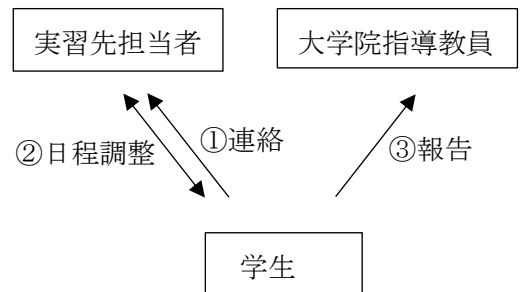 実習先担当者
大学院指導教員
①連絡
②日程調整
③報告
学生